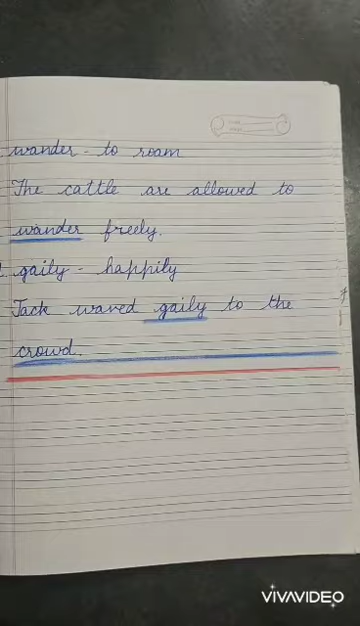 wander - to roam
The cattle are allowed to
wander freely.
gaily - happily
Jack waved gaily to the
crowd.
VIVAVIDEO